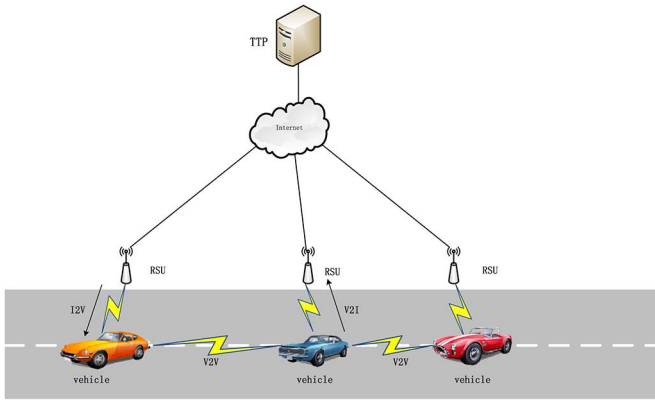 TTP
Internet
RSU
RSU
RSU
I2V
V2I
V2V
V2V
vehicle
vehicle
vehicle